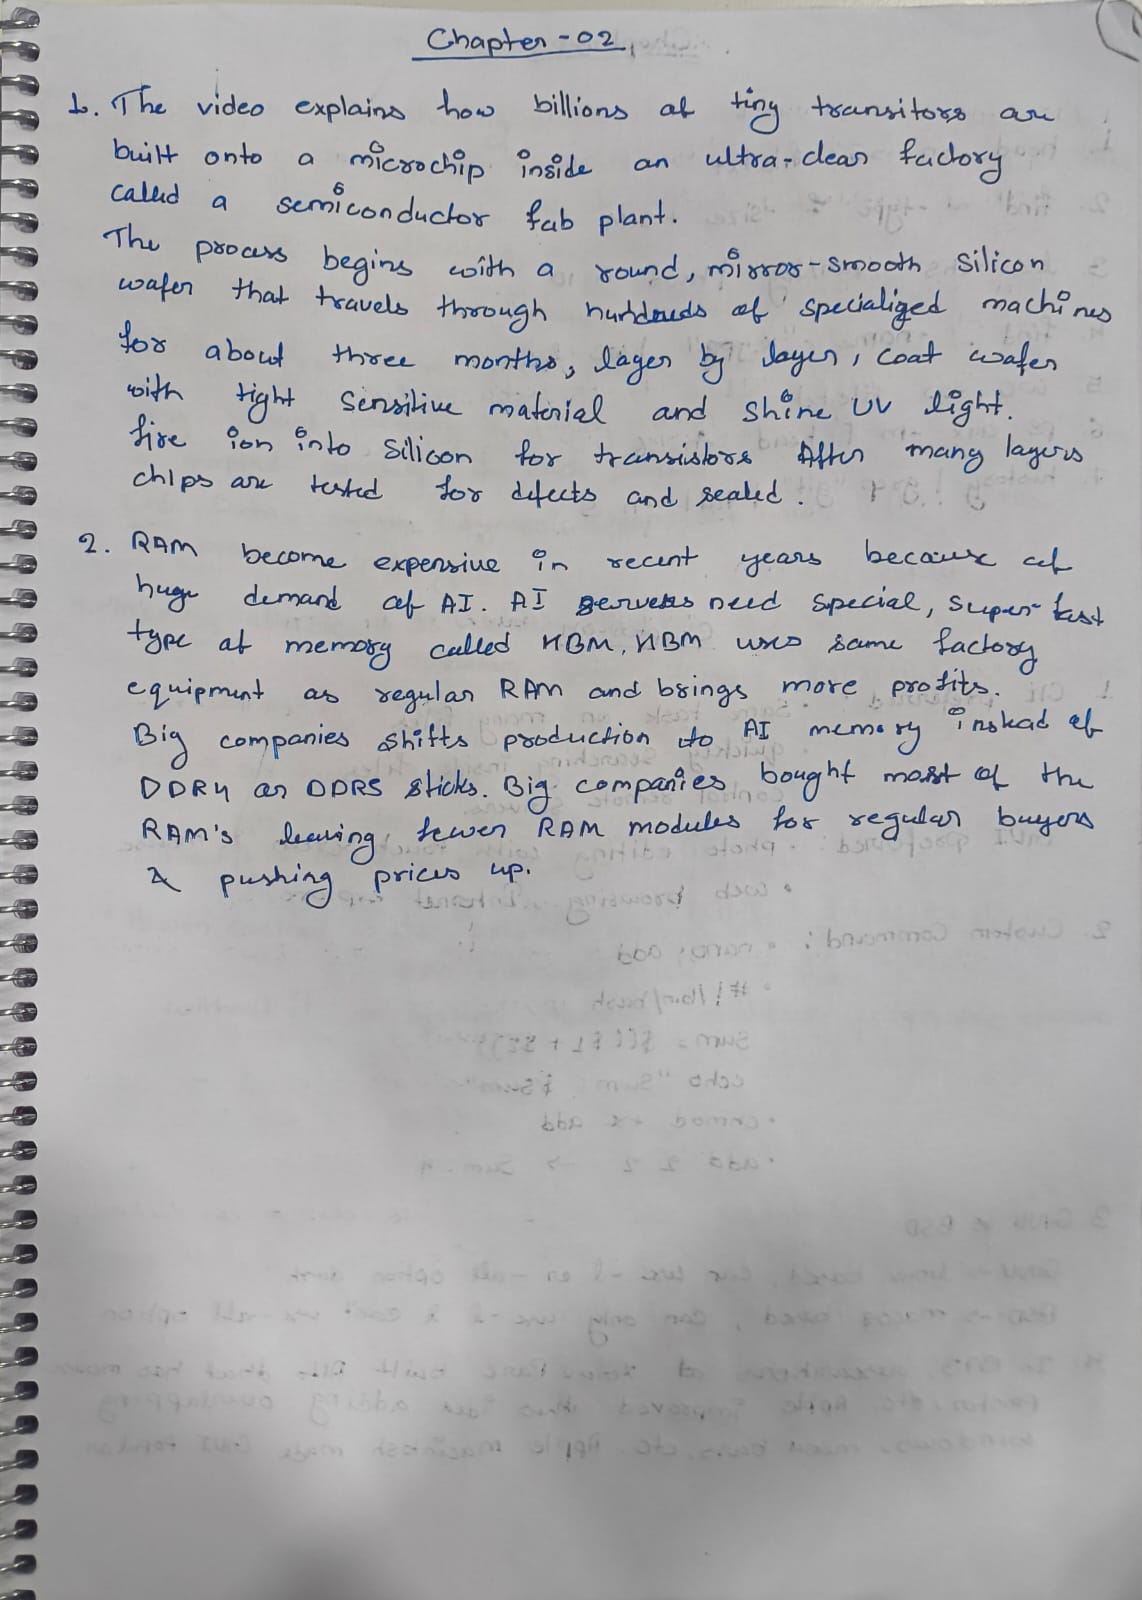 Chapter - 02
1. The video explains how billions of tiny transitors are
built onto a microchip inside an ultra-clean factory
called a semiconductor fab plant.
The process begins with a round, mirror-smooth Silicon
wafer that travels through hundreds of specialized machines
for about three months, layer by layer, coat wafer
with tight sensitive material and shine UV light.
fire ion into silicon for transistors After many layers
chips are tested for defects and sealed.
2. RAM become expensive in recent years because of
huge demand of AI. AI servers need special, super-fast
type of memory called HBM, HBM uses same factory
equipment as regular RAM and brings more profits.
Big companies shifts production to AI memory instead of
DDR4 or DDR5 sticks. Big companies bought most of the
RAM's leaving fewer RAM modules for regular buyers
& pushing prices up.